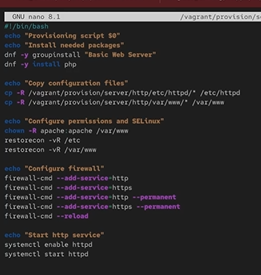 GNU nano 8.1 /vagrant/provision/se
#!/bin/bash
echo "Provisioning script $0"
echo "Install needed packages"
dnf -y groupinstall "Basic Web Server"
dnf -y install php
echo "Copy configuration files"
cp -R /vagrant/provision/server/http/etc/httpd/* /etc/httpd
cp -R /vagrant/provision/server/http/var/www/* /var/www
echo "Configure permissions and SELinux"
chown -R apache:apache /var/www
restorecon -vR /etc
restorecon -vR /var/www
echo "Configure firewall"
firewall-cmd --add-service=http
firewall-cmd --add-service=https
firewall-cmd --add-service=http --permanent
firewall-cmd --add-service=https --permanent
firewall-cmd --reload
echo "Start http service"
systemctl enable httpd
systemctl start httpd